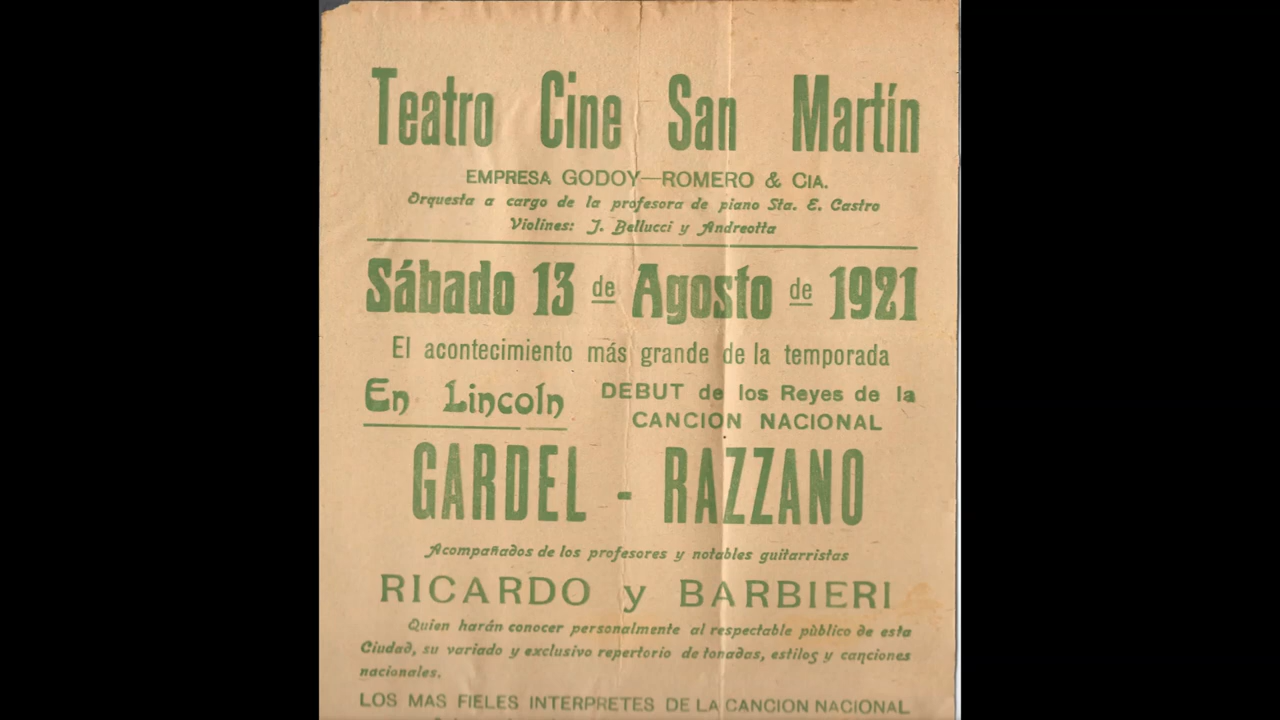 Teatro Cine San Martín
EMPRESA GODOY—ROMERO & CIA.
Orquesta a cargo de la profesora de piano Sta. E. Castro
Violines: J. Bellucci y Andreotta
Sábado 13 de Agosto de 1921
El acontecimiento más grande de la temporada
En Lincoln
DEBUT de los Reyes de la
CANCION NACIONAL
GARDEL - RAZZANO
Acompañados de los profesores y notables guitarristas
RICARDO y BARBIERI
Quien harán conocer personalmente al respectable pùblico de esta
Ciudad, su variado y exclusivo repertorio de tonadas, estilos y canciones
nacionales.
LOS MAS FIELES INTERPRETES DE LA CANCION NACIONAL